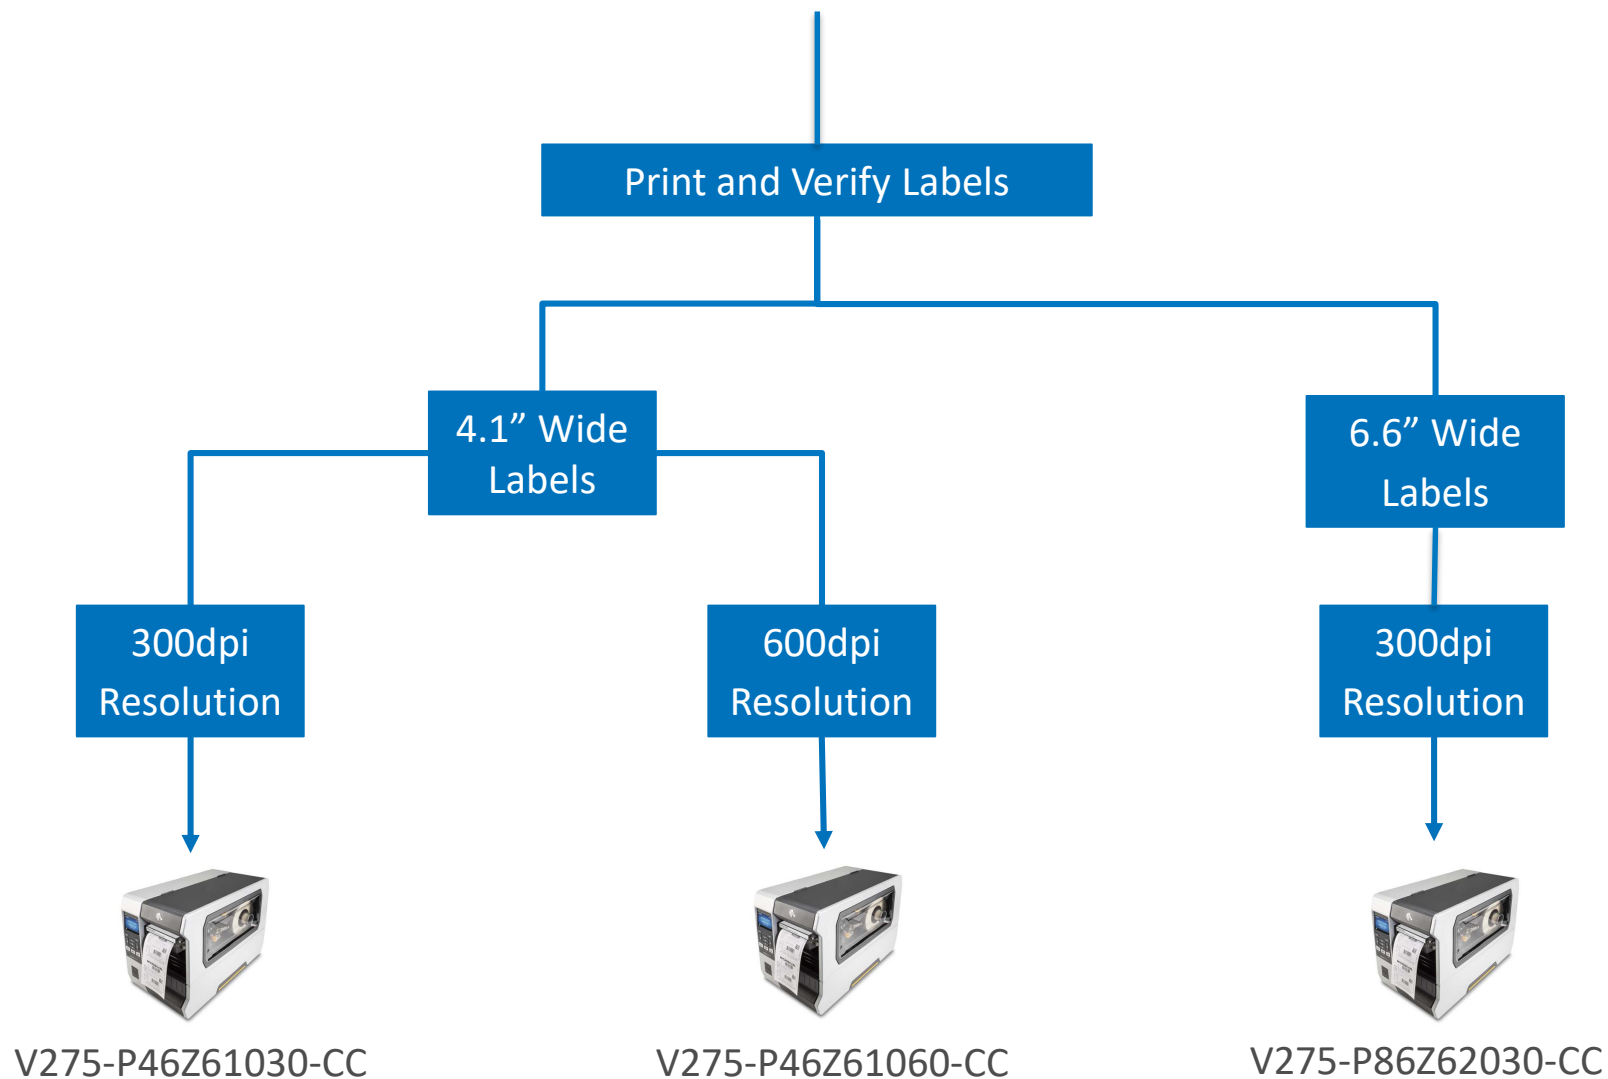 Print and Verify Labels
4.1” Wide
Labels
6.6” Wide
Labels
300dpi
Resolution
600dpi
Resolution
300dpi
Resolution
V275-P46Z61030-CC
V275-P46Z61060-CC
V275-P86Z62030-CC